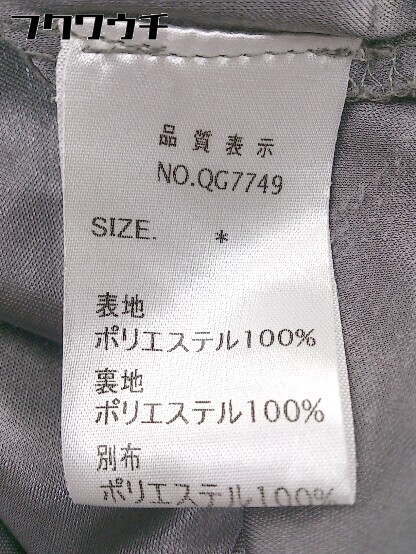 フクウウチ
品質表示
NO.QG7749
SIZE. *
表地
ポリエステル100%
裏地
ポリエステル100%
別布
ポリエステル100%